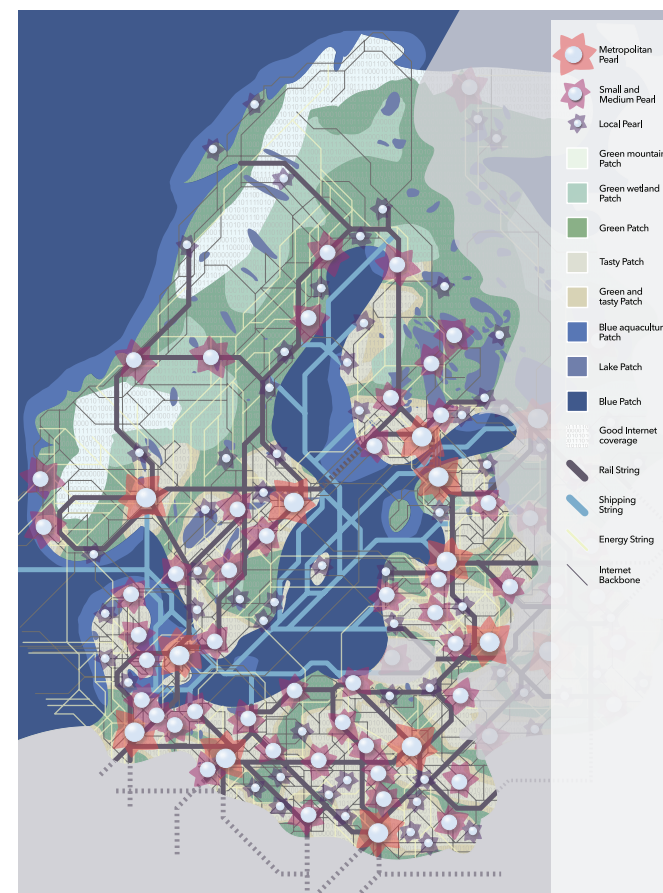 Metropolitan
Pearl
Small and
Medium Pearl
Local Pearl
Green mountain
Patch
Green wetland
Patch
Green Patch
Tasty Patch
Green and
tasty Patch
Blue aquacultur
Patch
Lake Patch
Blue Patch
Good Internet
coverage
Rail String
Shipping
String
Energy String
Internet
Backbone